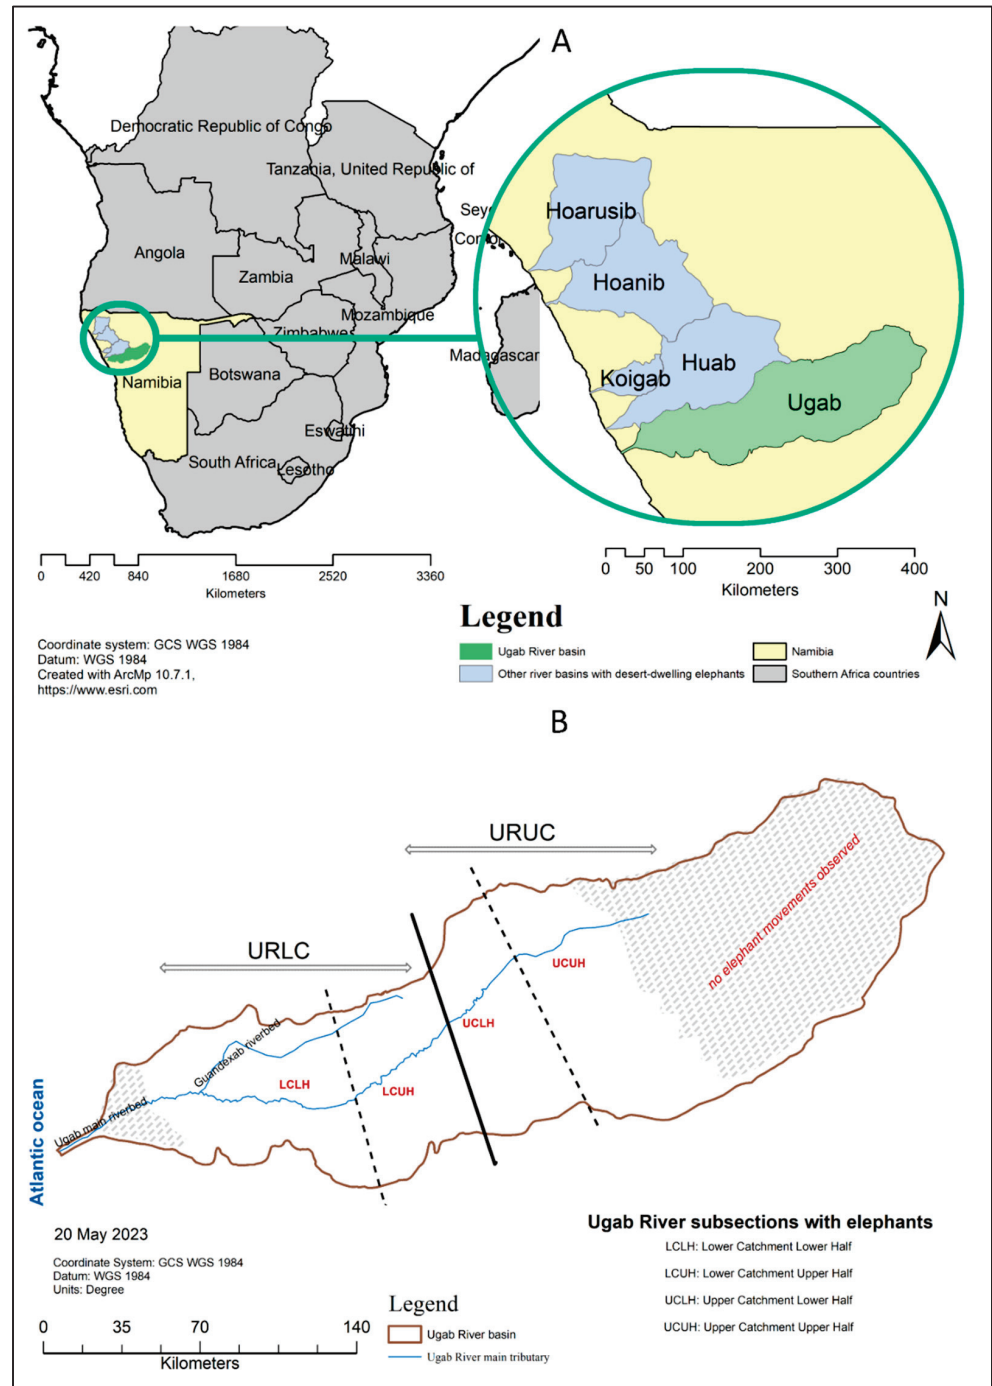 A
Democratic Republic of Congo
Tanzania, United Republic of
Angola
Zambia
Malawi
Mozambique
Zimbabwe
Namibia
Botswana
Eswatini
South Africa
Lesotho
Madagascar
Hoarusib
Hoanib
Huab
Koigab
Ugab
0 420 840 1680 2520 3360
Kilometers
0 50 100 200 300 400
Kilometers
N
Coordinate system: GCS WGS 1984
Datum: WGS 1984
Created with ArcMp 10.7.1,
https://www.esri.com
Legend
Ugab River basin
Namibia
Other river basins with desert-dwelling elephants
Southern Africa countries
B
URUC
URLC
no elephant movements observed
UCUH
UCLH
LCUH
LCLH
Guandexab riverbed
Ugab main riverbed
Atlantic ocean
20 May 2023
Coordinate System: GCS WGS 1984
Datum: WGS 1984
Units: Degree
0 35 70 140
Kilometers
Legend
Ugab River basin
Ugab River main tributary
Ugab River subsections with elephants
LCLH: Lower Catchment Lower Half
LCUH: Lower Catchment Upper Half
UCLH: Upper Catchment Lower Half
UCUH: Upper Catchment Upper Half